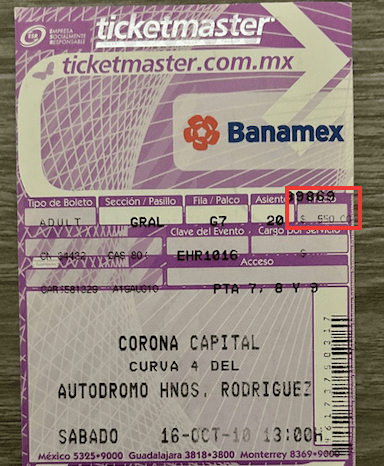 ESR EMPRESA SOCIALMENTE RESPONSABLE
ticketmaster
ticketmaster.com.mx
Banamex
Tipo de Boleto Sección / Pasillo Fila / Palco Asiento
ADULT GRAL G7 20 $ 550.00
Clave del Evento Cargo por Servicio
EHR1016 $
Acceso
PTA 7, 8 Y 9
CORONA CAPITAL
CURVA 4 DEL
AUTODROMO HNOS. RODRIGUEZ
SABADO 16-OCT-10 13:00H
México 5325•9000 Guadalajara 3818•3800 Monterrey 8369•9000